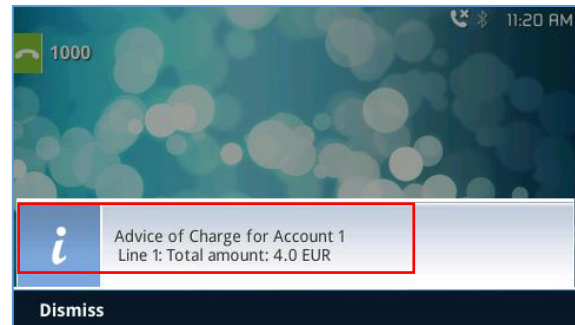 11:20 AM
1000
Advice of Charge for Account 1
Line 1: Total amount: 4.0 EUR
Dismiss